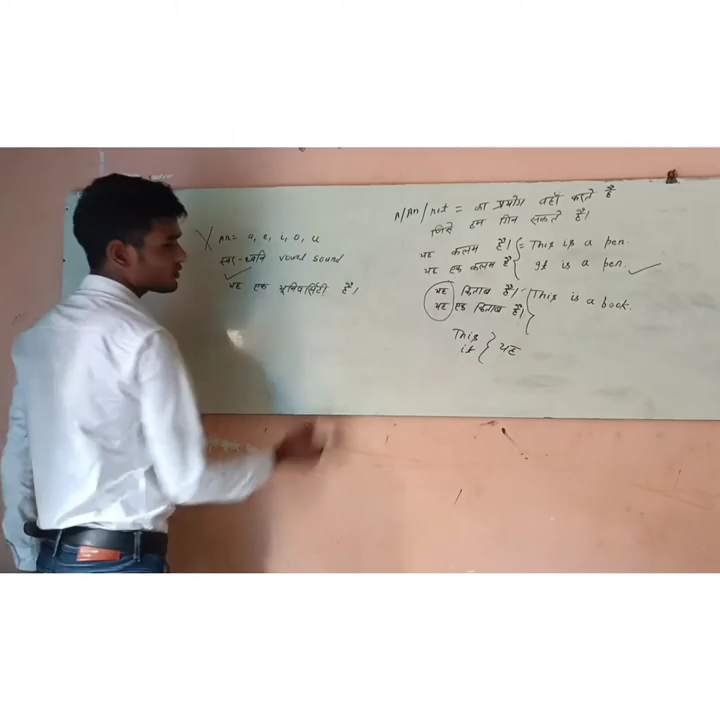 An = a, e, i, o, u
स्वर-ध्वनि vowel sound
यह एक यूनिवर्सिटी है।
A/An/not = का प्रयोग वहाँ करते हैं
जिसे हम गिन सकते हैं।
यह कलम है। = This is a pen.
यह एक कलम है It is a pen.
यह किताब है। This is a book.
यह एक किताब है।
This
it } यह